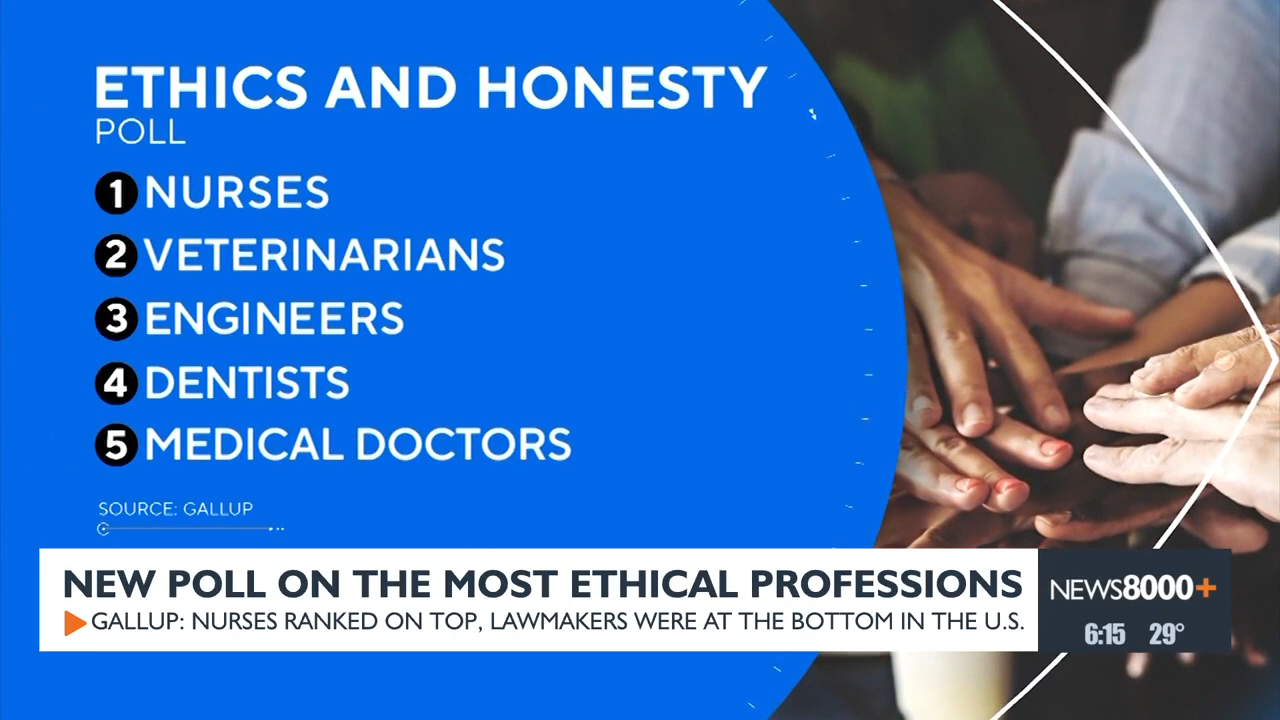 ETHICS AND HONESTY
POLL
1 NURSES
2 VETERINARIANS
3 ENGINEERS
4 DENTISTS
5 MEDICAL DOCTORS
SOURCE: GALLUP
NEW POLL ON THE MOST ETHICAL PROFESSIONS
GALLUP: NURSES RANKED ON TOP, LAWMAKERS WERE AT THE BOTTOM IN THE U.S.
NEWS8000+
6:15 29°